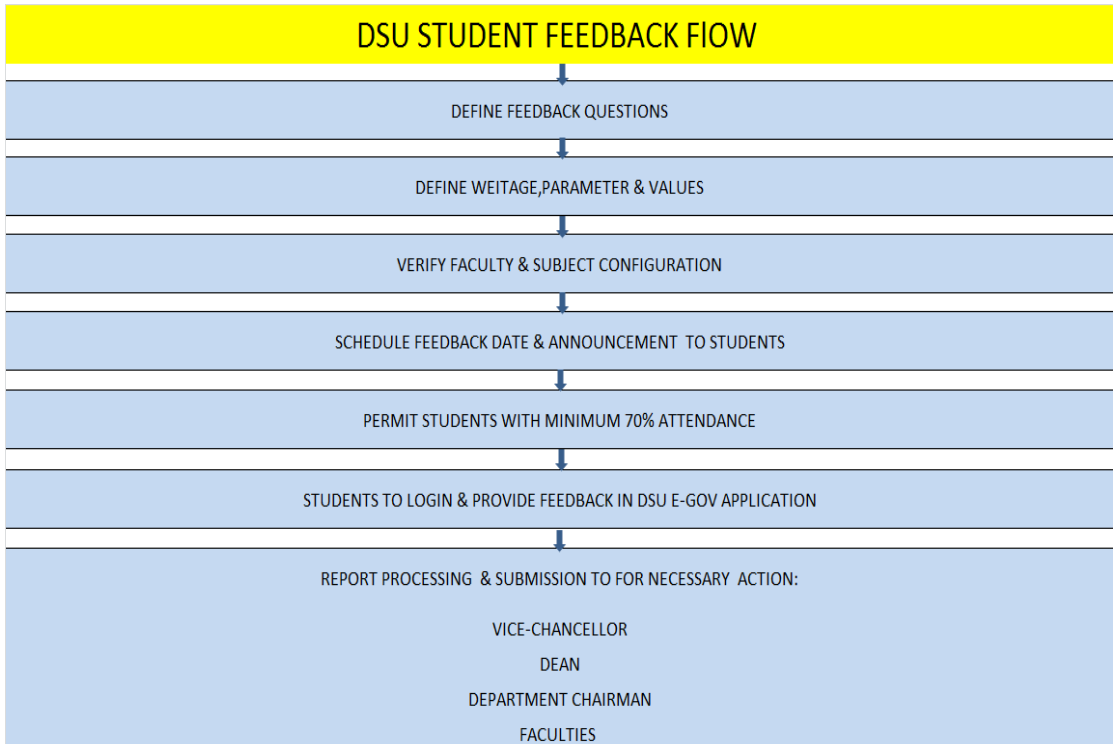 DSU STUDENT FEEDBACK FlOW
DEFINE FEEDBACK QUESTIONS
DEFINE WEITAGE,PARAMETER & VALUES
VERIFY FACULTY & SUBJECT CONFIGURATION
SCHEDULE FEEDBACK DATE & ANNOUNCEMENT TO STUDENTS
PERMIT STUDENTS WITH MINIMUM 70% ATTENDANCE
STUDENTS TO LOGIN & PROVIDE FEEDBACK IN DSU E-GOV APPLICATION
REPORT PROCESSING & SUBMISSION TO FOR NECESSARY ACTION:
VICE-CHANCELLOR
DEAN
DEPARTMENT CHAIRMAN
FACULTIES